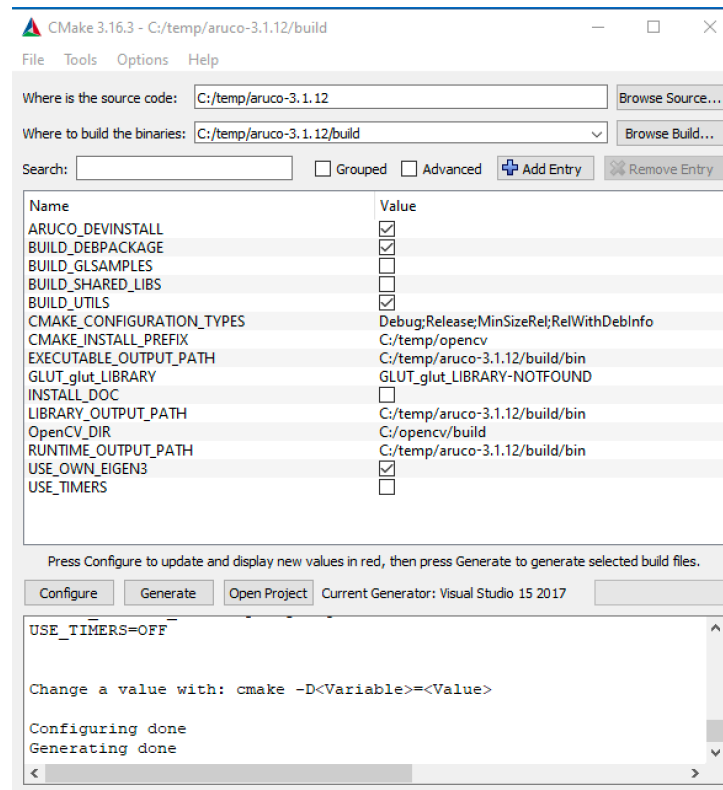 CMake 3.16.3 - C:/temp/aruco-3.1.12/build
File Tools Options Help
Where is the source code: C:/temp/aruco-3.1.12 Browse Source...
Where to build the binaries: C:/temp/aruco-3.1.12/build Browse Build...
Search: Grouped Advanced Add Entry Remove Entry
Name Value
ARUCO_DEVINSTALL
BUILD_DEBPACKAGE
BUILD_GLSAMPLES
BUILD_SHARED_LIBS
BUILD_UTILS
CMAKE_CONFIGURATION_TYPES Debug;Release;MinSizeRel;RelWithDebInfo
CMAKE_INSTALL_PREFIX C:/temp/opencv
EXECUTABLE_OUTPUT_PATH C:/temp/aruco-3.1.12/build/bin
GLUT_glut_LIBRARY GLUT_glut_LIBRARY-NOTFOUND
INSTALL_DOC
LIBRARY_OUTPUT_PATH C:/temp/aruco-3.1.12/build/bin
OpenCV_DIR C:/opencv/build
RUNTIME_OUTPUT_PATH C:/temp/aruco-3.1.12/build/bin
USE_OWN_EIGEN3
USE_TIMERS
Press Configure to update and display new values in red, then press Generate to generate selected build files.
Configure Generate Open Project Current Generator: Visual Studio 15 2017
USE_TIMERS=OFF
Change a value with: cmake -D<Variable>=<Value>
Configuring done
Generating done